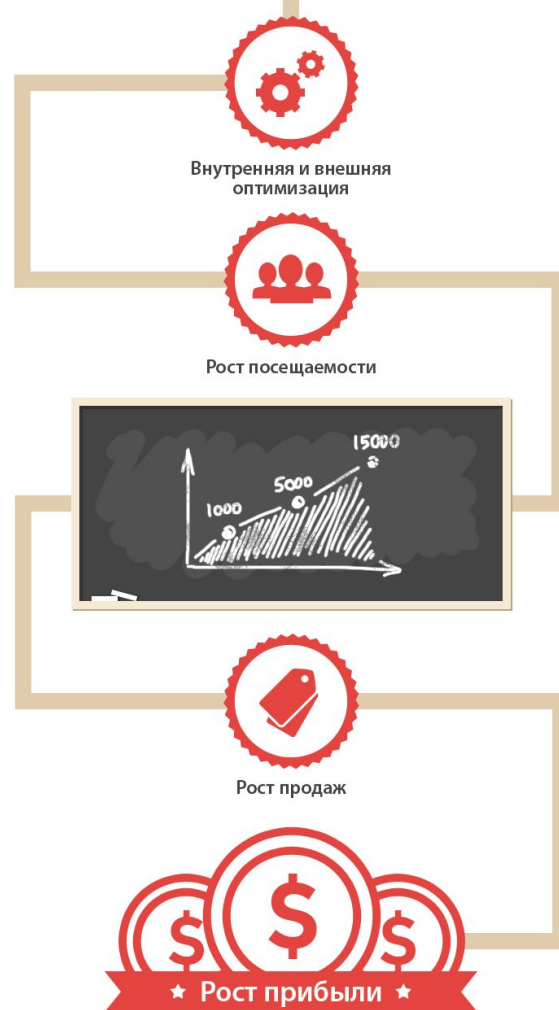 Внутренняя и внешняя
оптимизация
Рост посещаемости
15000
5000
1000
Рост продаж
$ $ $
Рост прибыли